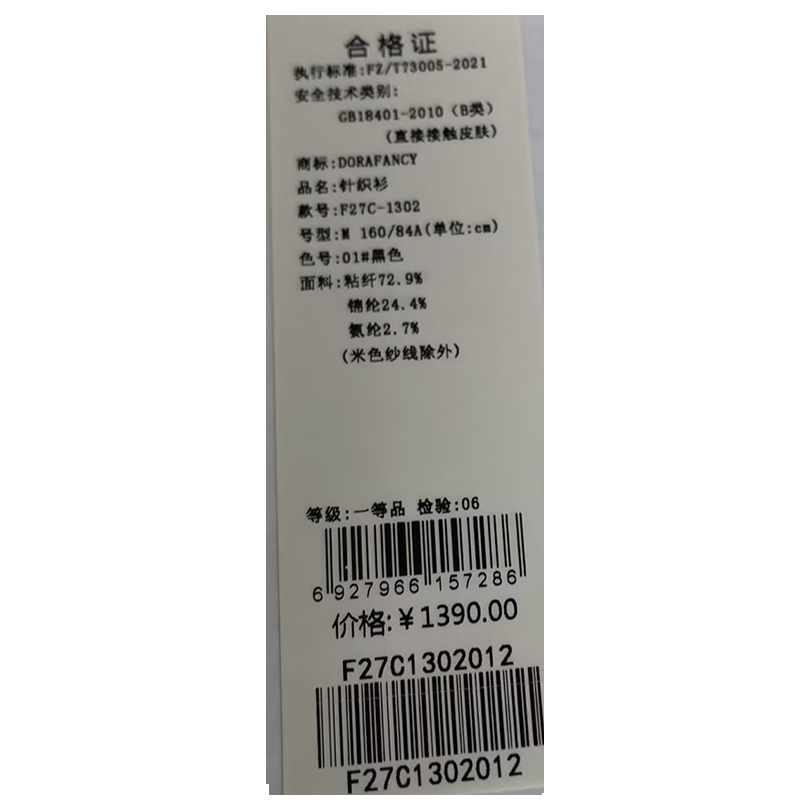 合格证
执行标准:FZ/T73005-2021
安全技术类别:
GB18401-2010（B类）
(直接接触皮肤)
商标:DORAFANCY
品名:针织衫
款号:F27C-1302
号型:M 160/84A(单位:cm)
色号:01#黑色
面料:粘纤72.9%
锦纶24.4%
氨纶2.7%
(米色纱线除外)
等级:一等品 检验:06
6 927966 157286
价格:￥1390.00
F27C1302012
F27C1302012